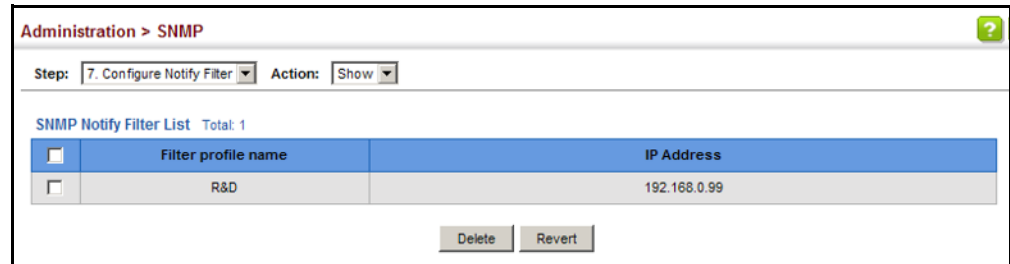 Administration > SNMP
?
Step: 7. Configure Notify Filter Action: Show
SNMP Notify Filter List Total: 1
Filter profile name IP Address
R&D 192.168.0.99
Delete Revert